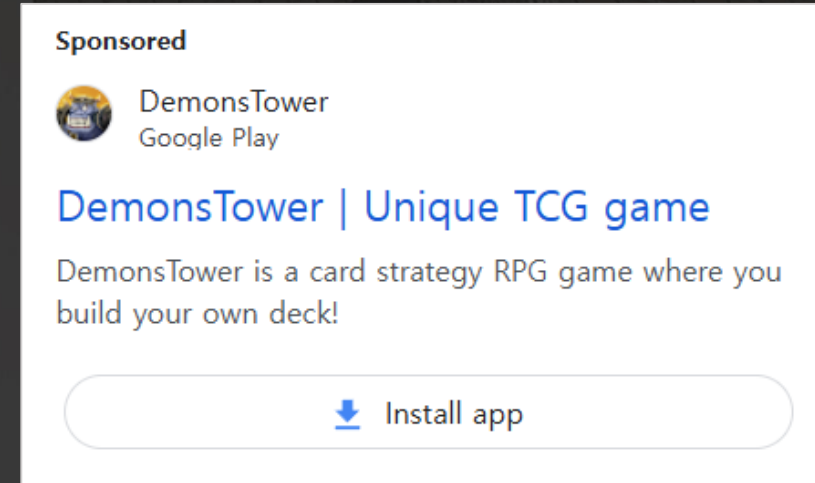 Sponsored
DemonsTower
Google Play
DemonsTower | Unique TCG game
DemonsTower is a card strategy RPG game where you
build your own deck!
Install app